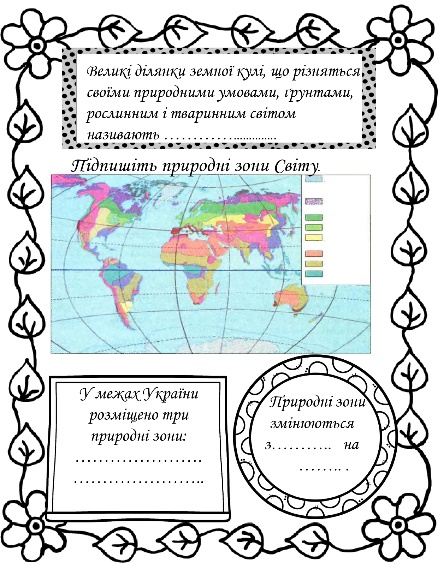 Великі ділянки земної кулі, що різняться
своїми природними умовами, ґрунтами,
рослинним і тваринним світом
називають …………..............
Підпишіть природні зони Світу.
У межах України
розміщено три
природні зони:
…………………
………………….
Природні зони
змінюються
з……….. на
…….. .